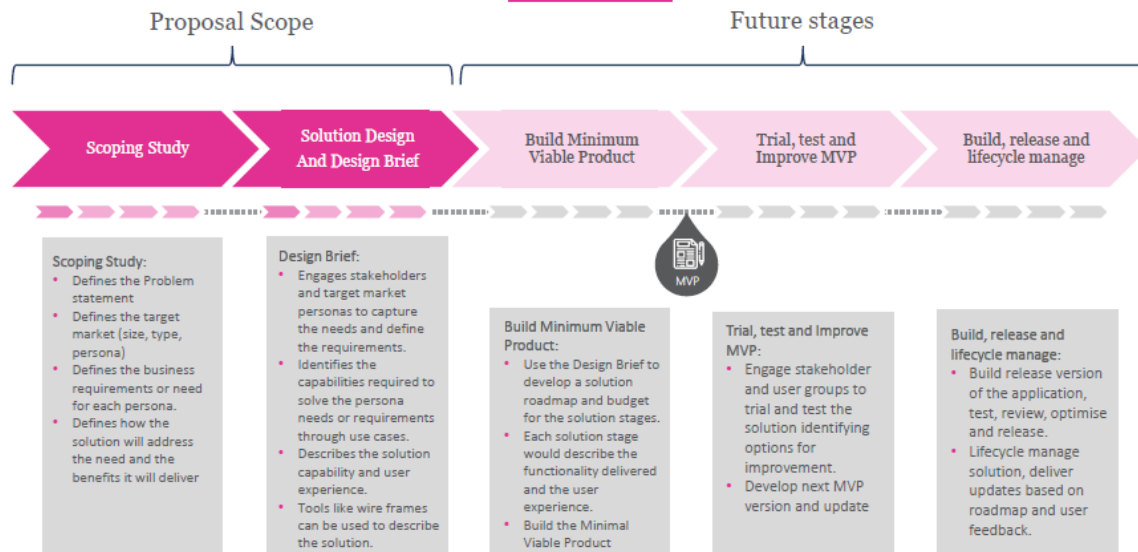 Proposal Scope
Future stages
Scoping Study
Solution Design
And Design Brief
Build Minimum
Viable Product
Trial, test and
Improve MVP
Build, release and
lifecycle manage
MVP
Scoping Study:
• Defines the Problem
statement
• Defines the target
market (size, type,
persona)
• Defines the business
requirements or need
for each persona.
• Defines how the
solution will address
the need and the
benefits it will deliver
Design Brief:
• Engages stakeholders
and target market
personas to capture
the needs and define
the requirements.
• Identifies the
capabilities required to
solve the persona
needs or requirements
through use cases.
• Describes the solution
capability and user
experience.
• Tools like wire frames
can be used to describe
the solution.
Build Minimum Viable
Product:
• Use the Design Brief to
develop a solution
roadmap and budget
for the solution stages.
• Each solution stage
would describe the
functionality delivered
and the user
experience.
• Build the Minimal
Viable Product
Trial, test and Improve
MVP:
• Engage stakeholder
and user groups to
trial and test the
solution identifying
options for
improvement.
• Develop next MVP
version and update
Build, release and
lifecycle manage:
• Build release version
of the application,
test, review, optimise
and release.
• Lifecycle manage
solution, deliver
updates based on
roadmap and user
feedback.